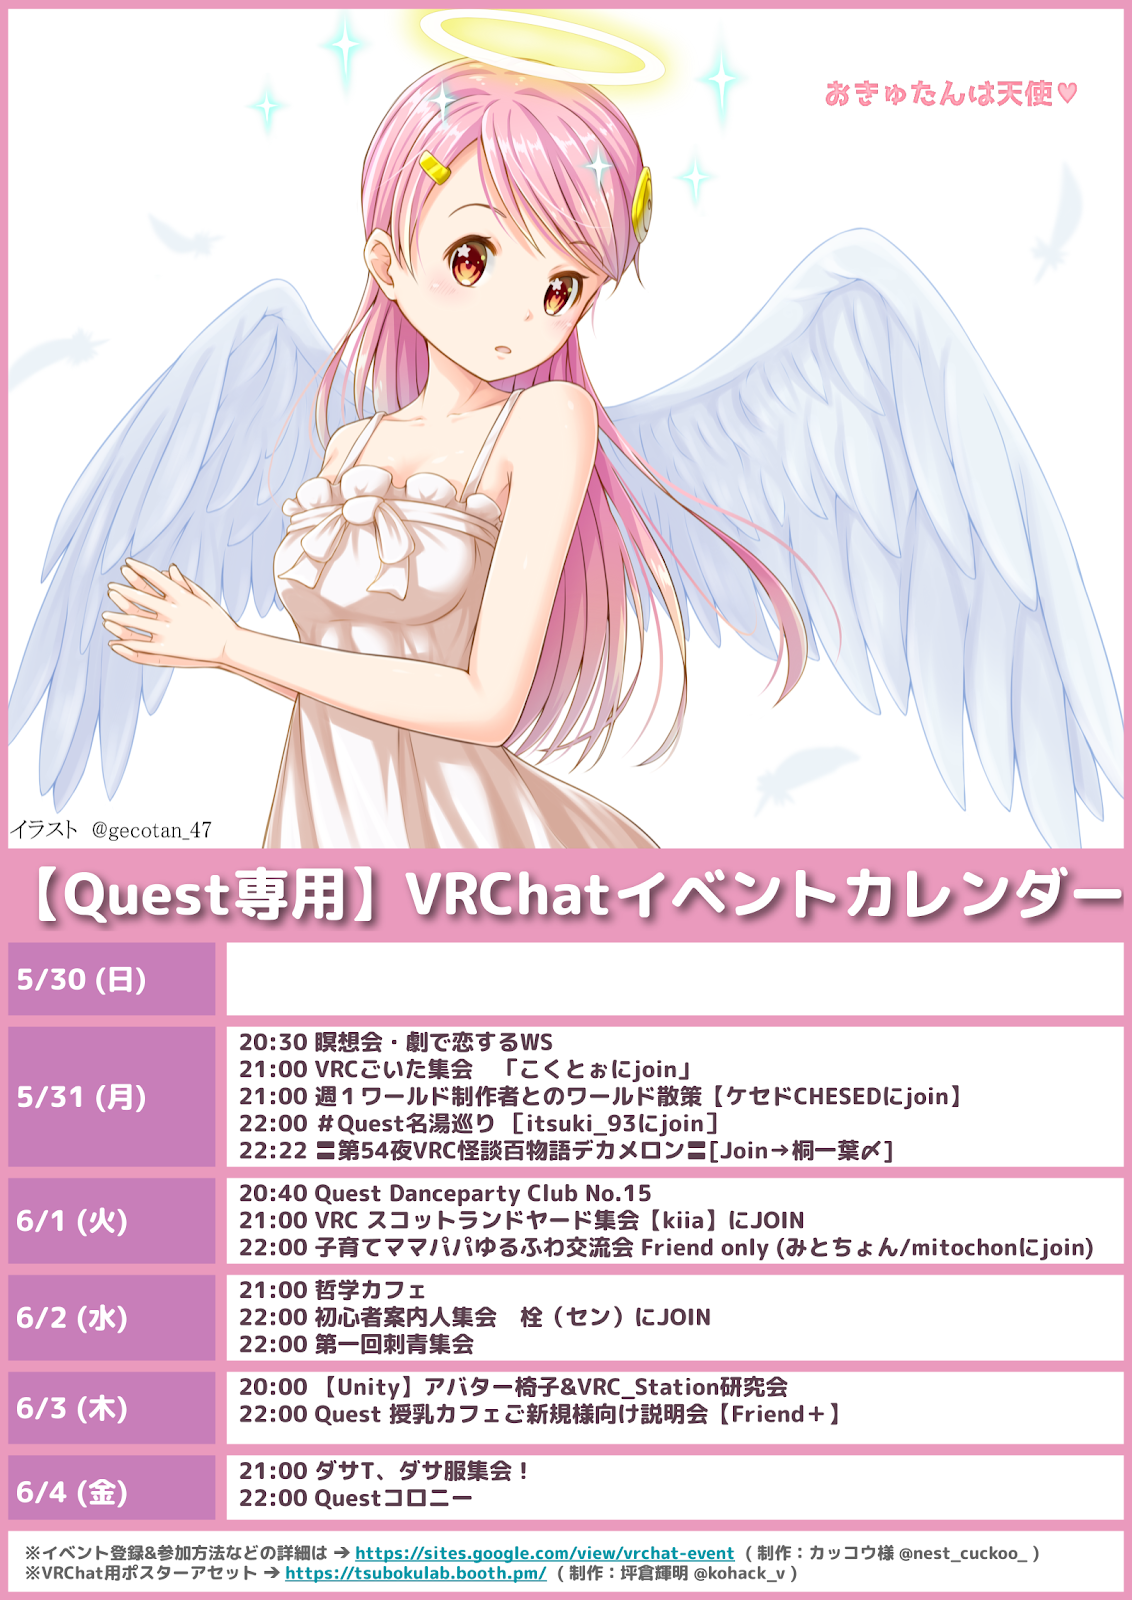 おきゅたんは天使♥
イラスト @gecotan_47
【Quest専用】VRChatイベントカレンダー
5/30 (日)
5/31 (月)
20:30 瞑想会・劇で恋するWS
21:00 VRCごいた集会　「こくとぉにjoin」
21:00 週１ワールド制作者とのワールド散策【ケセドCHESEDにjoin】
22:00 ＃Quest名湯巡り ［itsuki_93にjoin］
22:22 〓第54夜VRC怪談百物語デカメロン〓[Join→桐一葉〆]
6/1 (火)
20:40 Quest Danceparty Club No.15
21:00 VRC スコットランドヤード集会【kiia】にJOIN
22:00 子育てママパパゆるふわ交流会 Friend only (みとちょん/mitochonにjoin)
6/2 (水)
21:00 哲学カフェ
22:00 初心者案内人集会　栓（セン）にJOIN
22:00 第一回刺青集会
6/3 (木)
20:00 【Unity】アバター椅子&VRC_Station研究会
22:00 Quest 授乳カフェご新規様向け説明会【Friend＋】
6/4 (金)
21:00 ダサT、ダサ服集会！
22:00 Questコロニー
※イベント登録&参加方法などの詳細は → https://sites.google.com/view/vrchat-event ( 制作：カッコウ様 @nest_cuckoo_ )
※VRChat用ポスターアセット → https://tsubokulab.booth.pm/ ( 制作：坪倉輝明 @kohack_v )